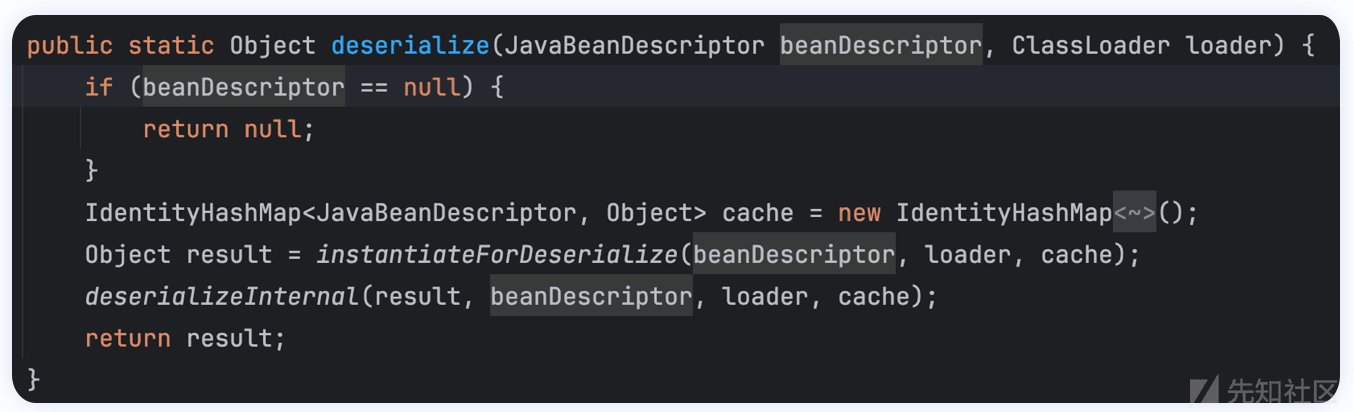 public static Object deserialize(JavaBeanDescriptor beanDescriptor, ClassLoader loader) {
    if (beanDescriptor == null) {
        return null;
    }
    IdentityHashMap<JavaBeanDescriptor, Object> cache = new IdentityHashMap<~>();
    Object result = instantiateForDeserialize(beanDescriptor, loader, cache);
    deserializeInternal(result, beanDescriptor, loader, cache);
    return result;
}
先知社区